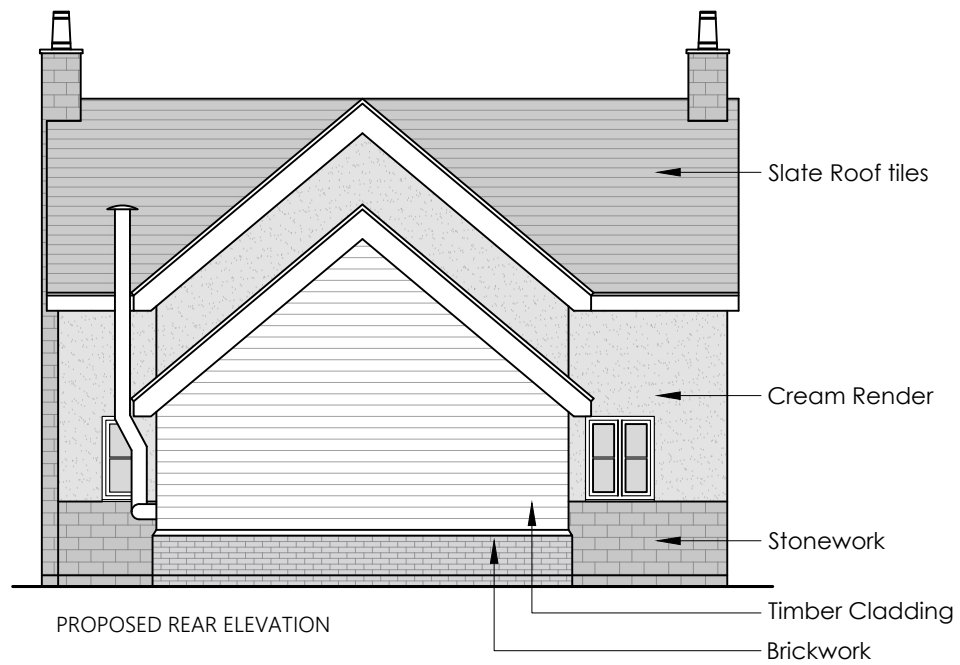 Slate Roof tiles
Cream Render
Stonework
Timber Cladding
PROPOSED REAR ELEVATION
Brickwork